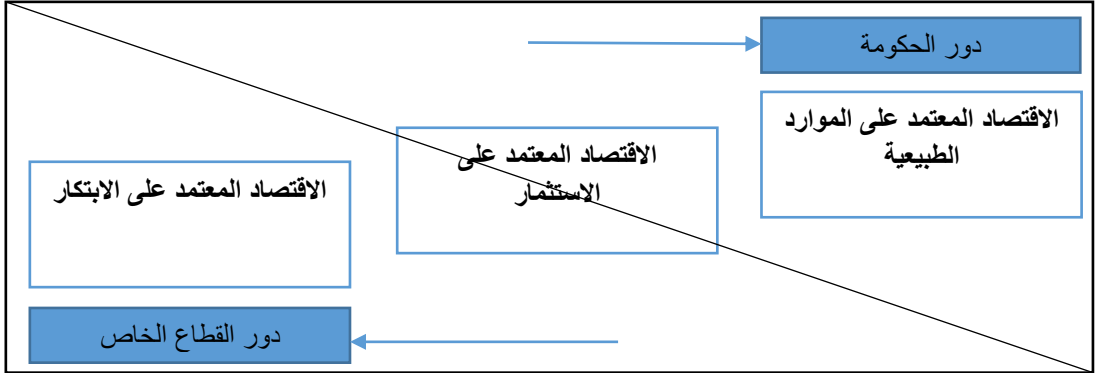 دور الحكومة
الاقتصاد المعتمد على الموارد
الطبيعية
الاقتصاد المعتمد على
الاستثمار
الاقتصاد المعتمد على الابتكار
دور القطاع الخاص